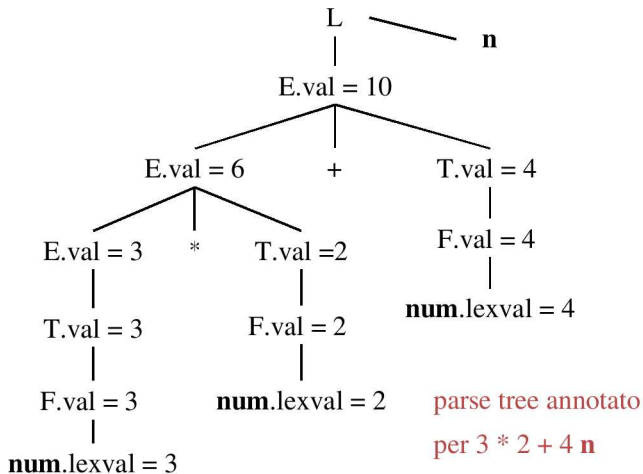 L
n
E.val = 10
E.val = 6 + T.val = 4
E.val = 3 * T.val =2 F.val = 4
num.lexval = 4
T.val = 3 F.val = 2
F.val = 3 num.lexval = 2 parse tree annotato
per 3 * 2 + 4 n
num.lexval = 3